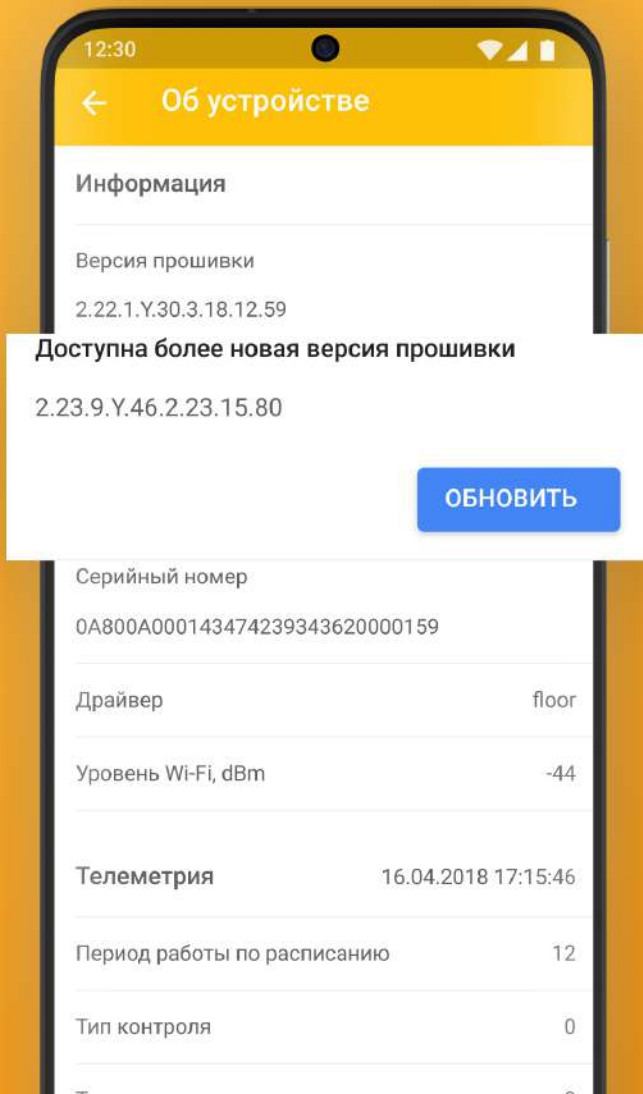 12:30
Об устройстве
Информация
Версия прошивки
2.22.1.Y.30.3.18.12.59
Доступна более новая версия прошивки
2.23.9.Y.46.2.23.15.80
ОБНОВИТЬ
Серийный номер
0A800A000143474239343620000159
Драйвер floor
Уровень Wi-Fi, dBm -44
Телеметрия 16.04.2018 17:15:46
Период работы по расписанию 12
Тип контроля 0